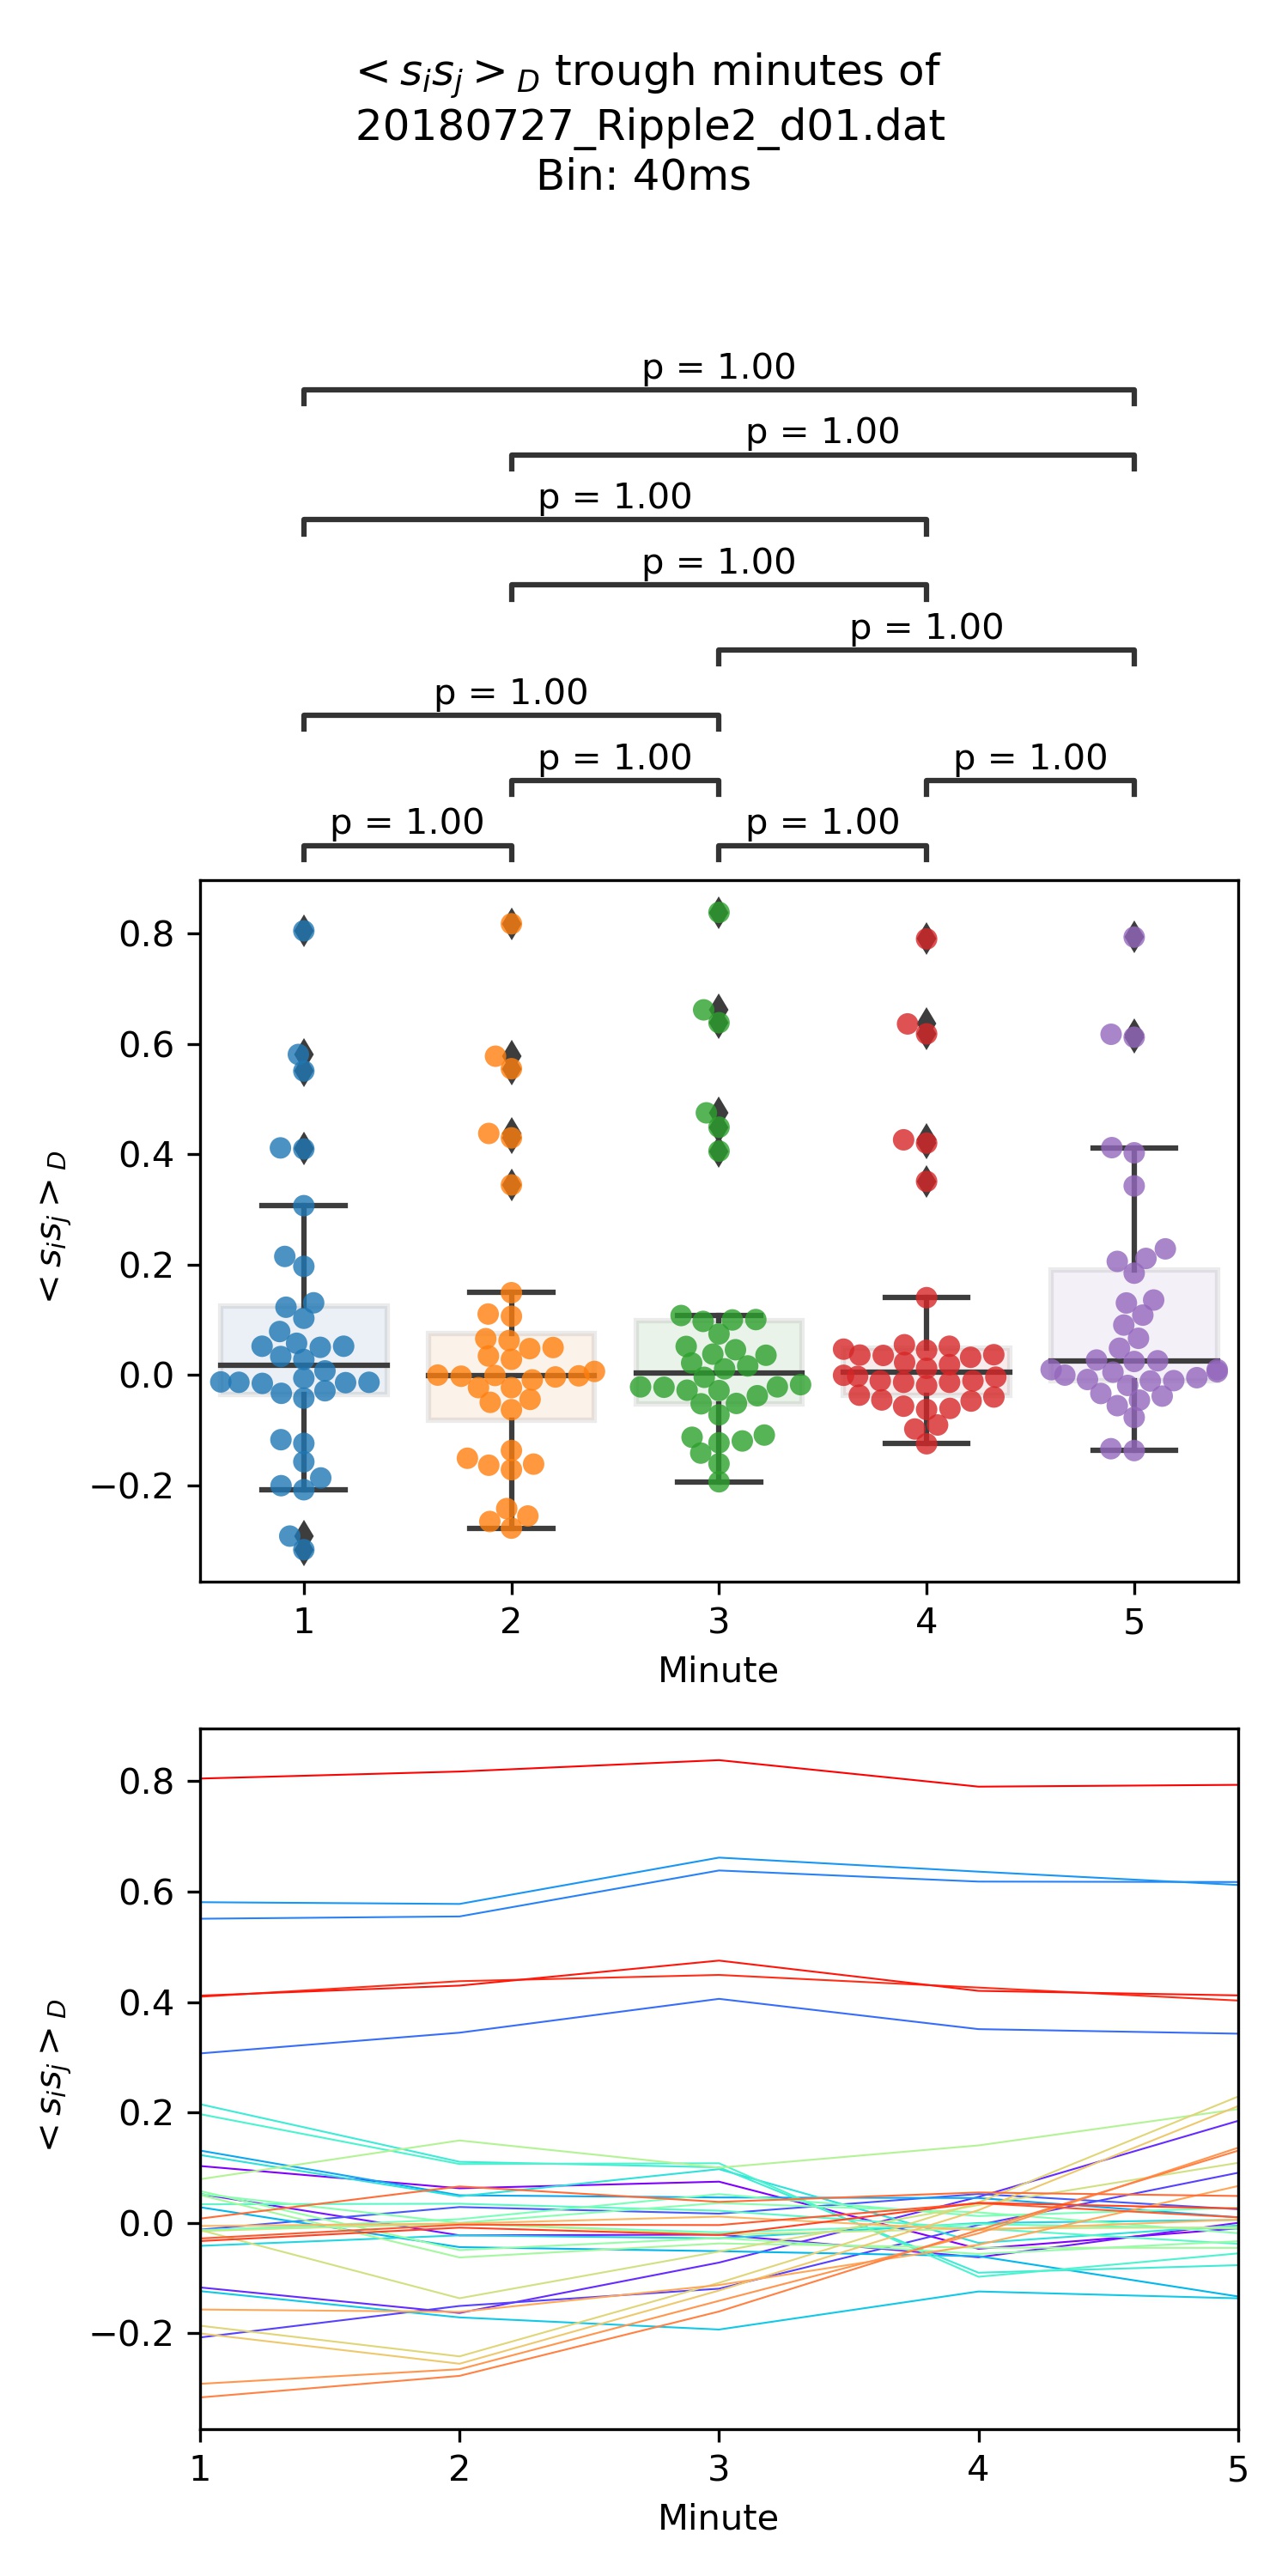 < s_i s_j >_D trough minutes of
20180727_Ripple2_d01.dat
Bin: 40ms
p = 1.00
p = 1.00
p = 1.00
p = 1.00
p = 1.00
p = 1.00
p = 1.00 p = 1.00
p = 1.00 p = 1.00
< s_i s_j >_D
0.8
0.6
0.4
0.2
0.0
−0.2
1 2 3 4 5
Minute
< s_i s_j >_D
0.8
0.6
0.4
0.2
0.0
−0.2
1 2 3 4 5
Minute